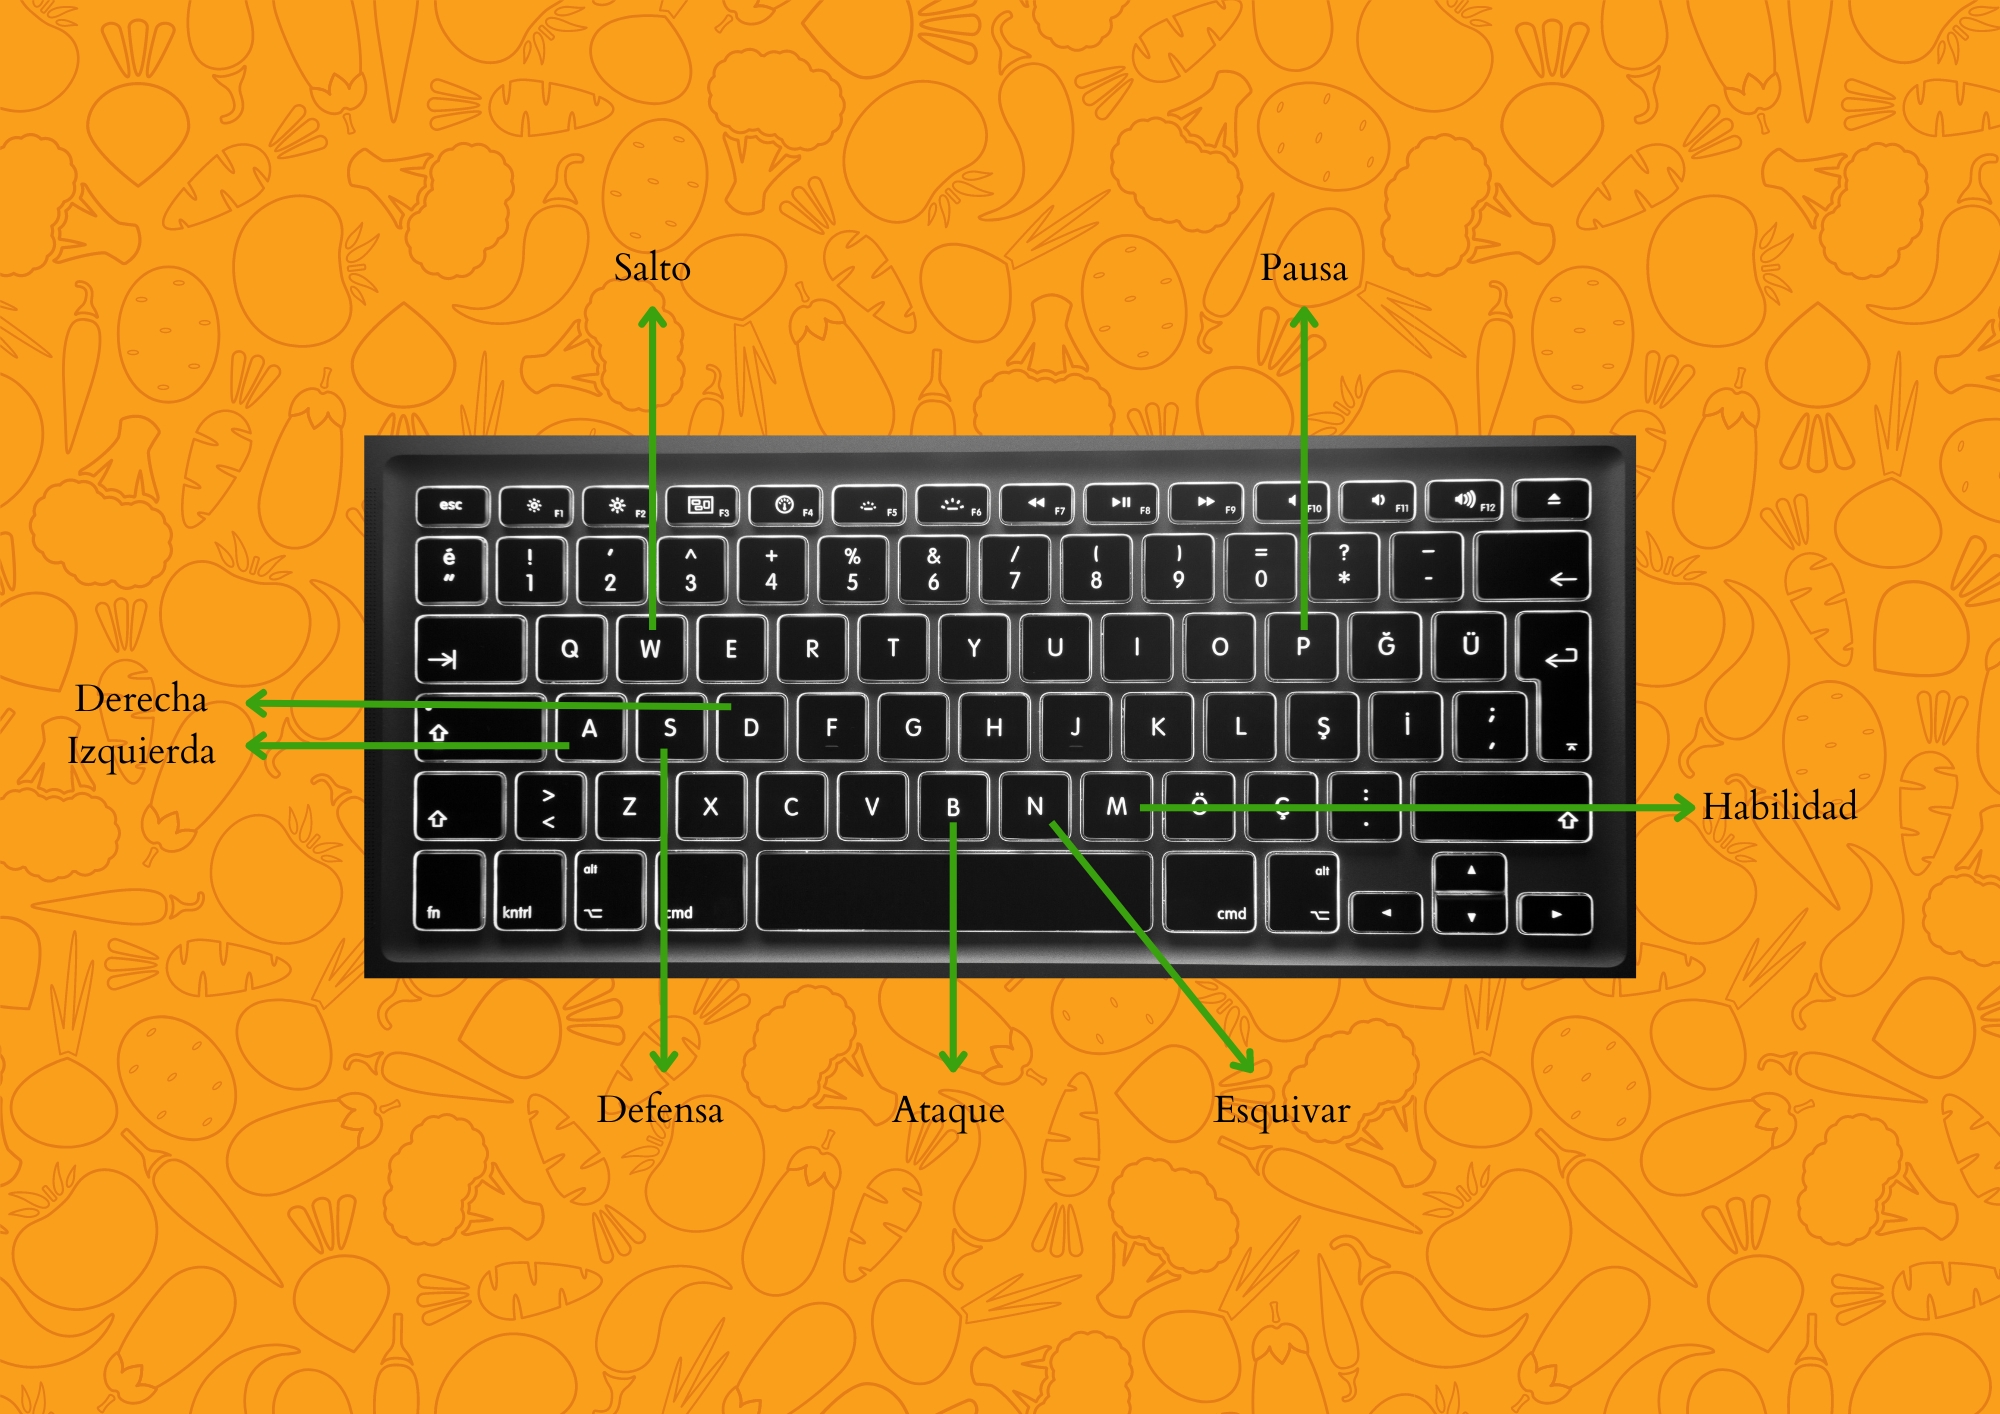 Salto
Pausa
esc F1 F2 F3 F4 F5 F6 F7 F8 F9 F10 F11 F12
é ! ' ^ + % & / ( ) = ? _
" 1 2 3 4 5 6 7 8 9 0 * -
Q W E R T Y U I O P Ğ Ü
Derecha
A S D F G H J K L Ş İ ; ,
Izquierda
> < Z X C V B N M Ö Ç : .
Habilidad
alt alt
fn kntrl cmd cmd
Defensa
Ataque
Esquivar